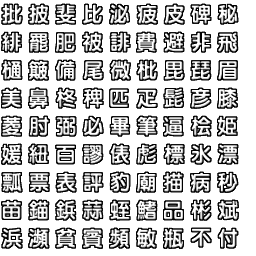 批披斐比泌疲皮碑秘
緋罷肥被誹費避非飛
樋簸備尾微枇毘琵眉
美鼻柊稗匹疋髭彦膝
菱肘弼必畢筆逼桧姫
媛紐百謬俵彪標氷漂
瓢票表評豹廟描病秒
苗錨鋲蒜蛭鰭品彬斌
浜瀕貧賓頻敏瓶不付